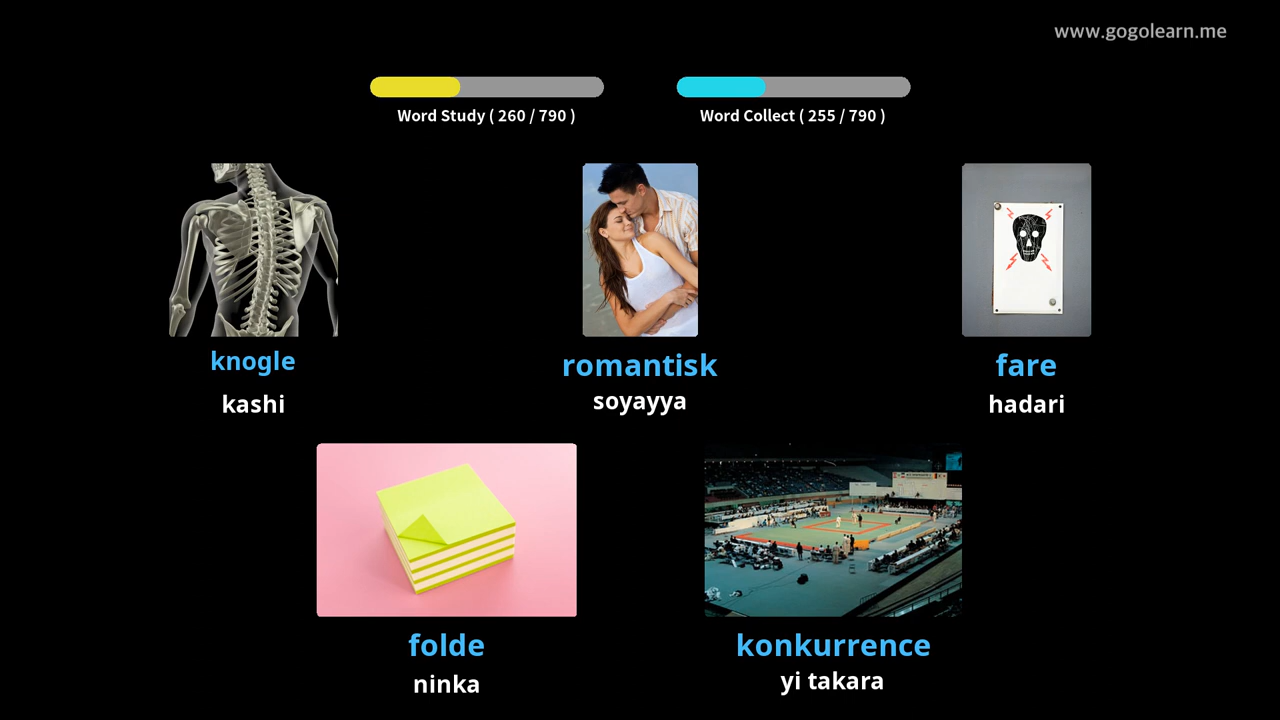 www.gogolearn.me
Word Study ( 260 / 790 )
Word Collect ( 255 / 790 )
knogle
kashi
romantisk
soyayya
fare
hadari
folde
ninka
konkurrence
yi takara